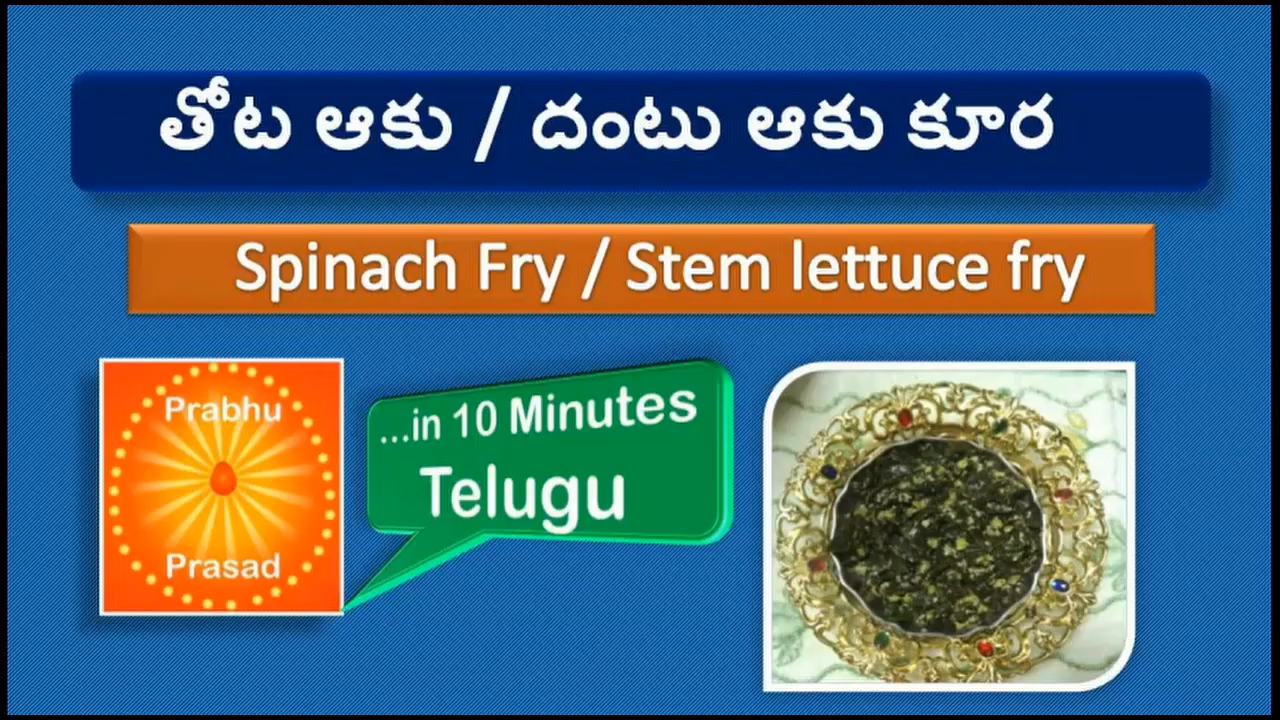 తోట ఆకు / దంటు ఆకు కూర
Spinach Fry / Stem lettuce fry
Prabhu
Prasad
...in 10 Minutes
Telugu